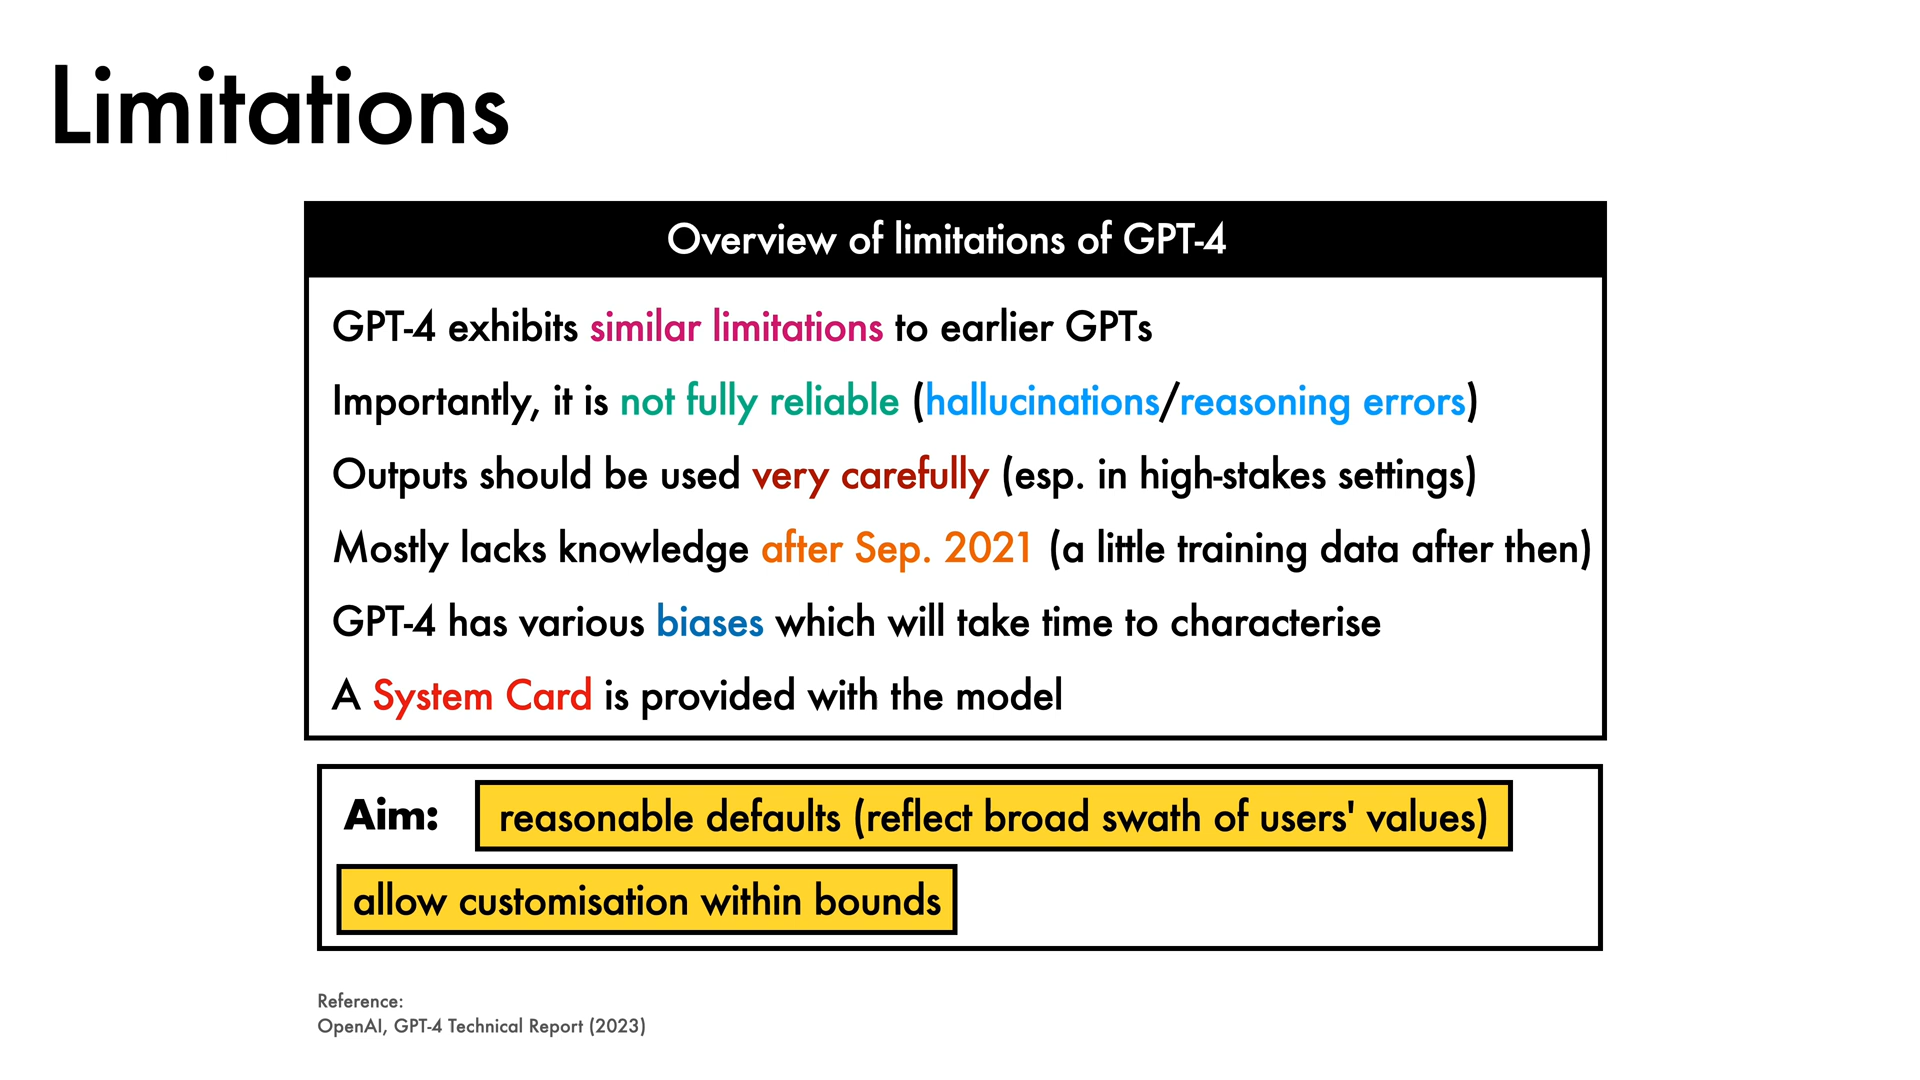 Limitations
Overview of limitations of GPT-4
GPT-4 exhibits similar limitations to earlier GPTs
Importantly, it is not fully reliable (hallucinations/reasoning errors)
Outputs should be used very carefully (esp. in high-stakes settings)
Mostly lacks knowledge after Sep. 2021 (a little training data after then)
GPT-4 has various biases which will take time to characterise
A System Card is provided with the model
Aim: reasonable defaults (reflect broad swath of users' values)
allow customisation within bounds
Reference:
OpenAI, GPT-4 Technical Report (2023)